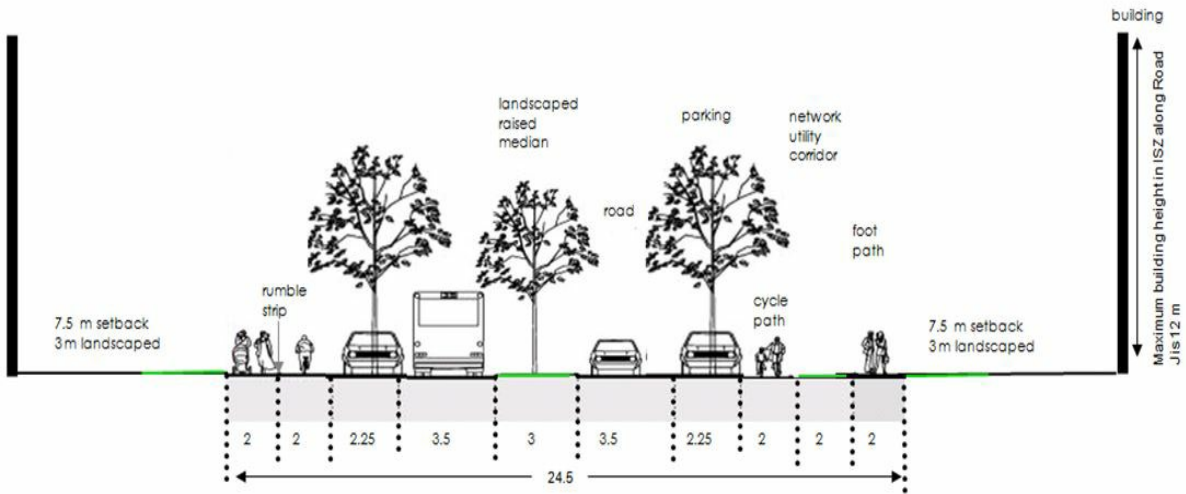 building
landscaped
raised
median
parking
network
utility
corridor
road
foot
path
rumble
strip
cycle
path
7.5 m setback
3m landscaped
7.5 m setback
3m landscaped
Maximum building height in ISZ along Road
J is 12 m
2
2
2.25
3.5
3
3.5
2.25
2
2
2
24.5